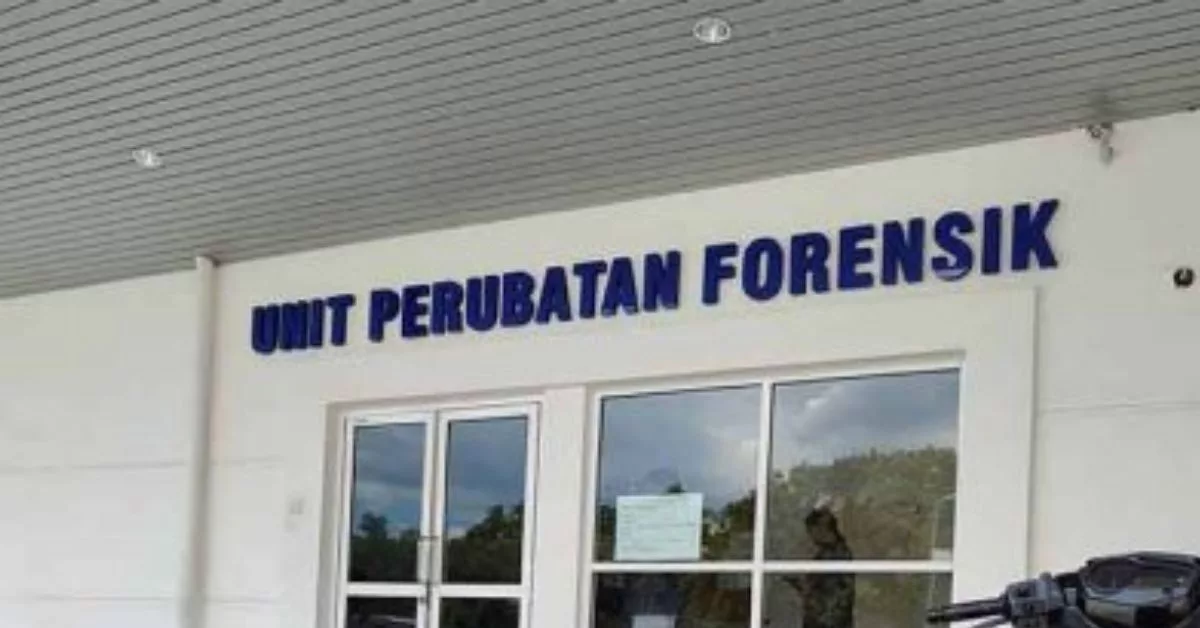 UNIT PERUBATAN FORENSIK